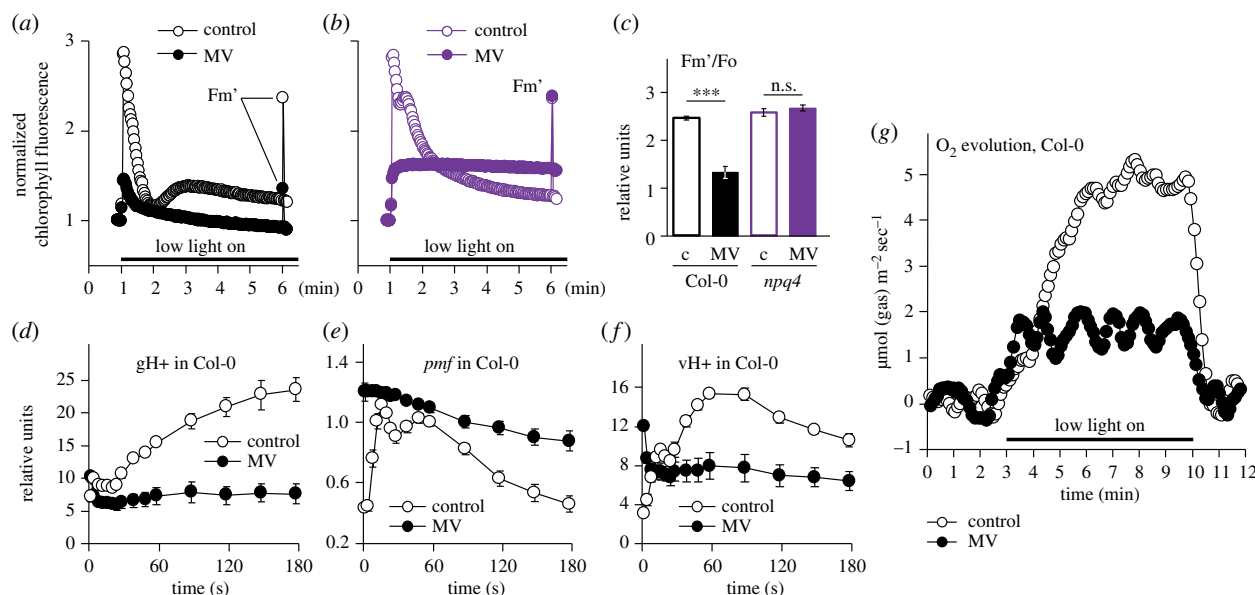 (a)
control
MV
3
2
1
normalized
chlorophyll fluorescence
Fm’
low light on
0 1 2 3 4 5 6 (min)
(b)
control
MV
Fm’
low light on
0 1 2 3 4 5 6 (min)
(c)
Fm’/Fo
*** n.s.
3
2
1
0
relative units
c MV c MV
Col-0 npq4
(d)
gH+ in Col-0
25
20
15
10
5
0
relative units
control
MV
0 60 120 180
time (s)
(e)
pmf in Col-0
1.4
1.0
0.6
0.2
control
MV
0 60 120 180
time (s)
(f)
vH+ in Col-0
16
12
8
4
0
control
MV
0 60 120 180
time (s)
(g)
O₂ evolution, Col-0
6
5
4
3
2
1
0
–1
µmol (gas) m⁻² sec⁻¹
low light on
0 1 2 3 4 5 6 7 8 9 10 11 12
time (min)
control
MV